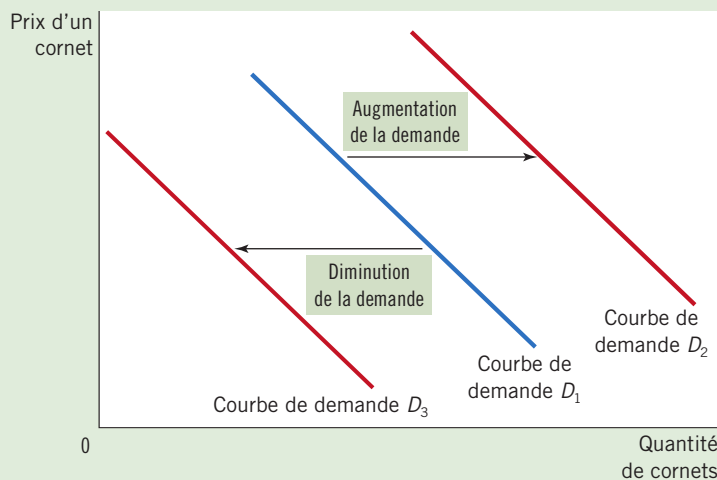 Prix d'un
cornet
Augmentation
de la demande
Diminution
de la demande
Courbe de
demande D₂
Courbe de
demande D₁
Courbe de demande D₃
0
Quantité
de cornets